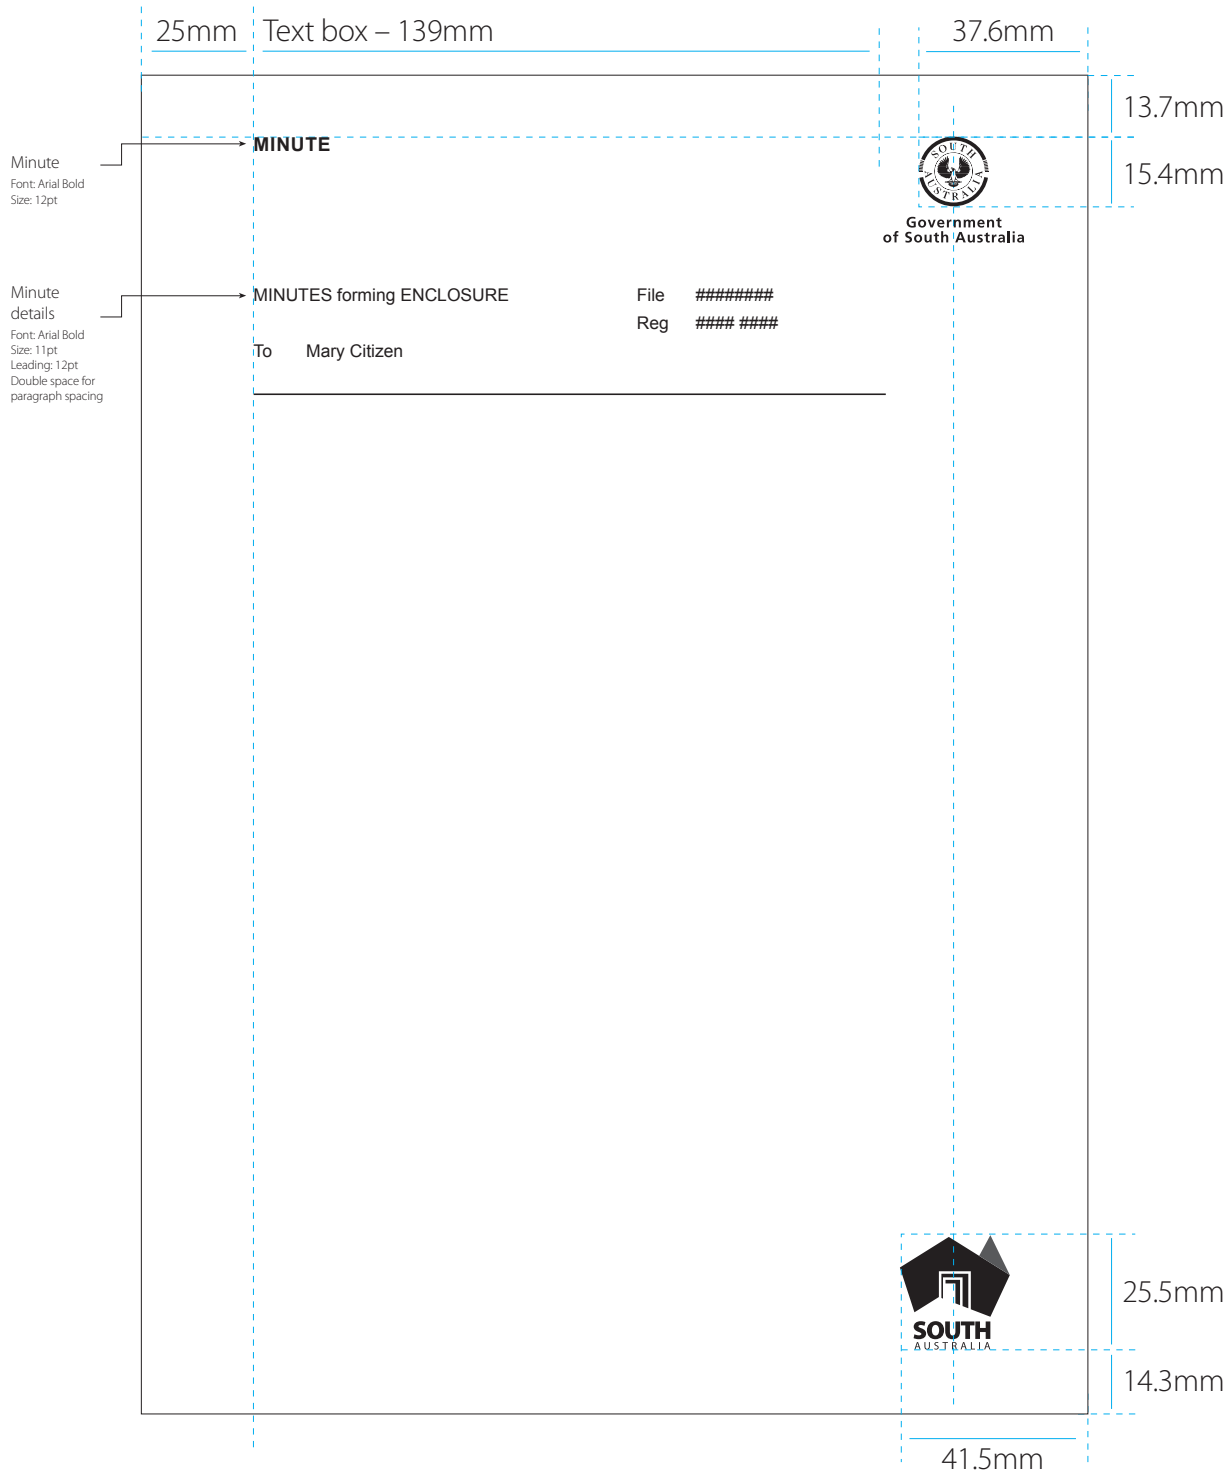 25mm
Text box – 139mm
37.6mm
13.7mm
15.4mm
Minute
Font: Arial Bold
Size: 12pt
MINUTE
SOUTH
AUSTRALIA
Government
of South Australia
Minute
details
Font: Arial Bold
Size: 11pt
Leading: 12pt
Double space for
paragraph spacing
MINUTES forming ENCLOSURE
File ########
Reg #### ####
To Mary Citizen
25.5mm
SOUTH
AUSTRALIA
14.3mm
41.5mm